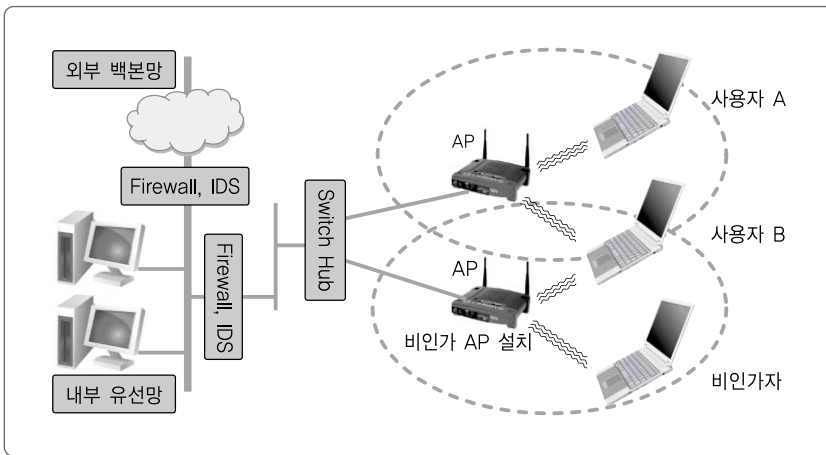 외부 백본망
Firewall, IDS
내부 유선망
Firewall, IDS
Switch Hub
AP
사용자 A
사용자 B
AP
비인가 AP 설치
비인가자